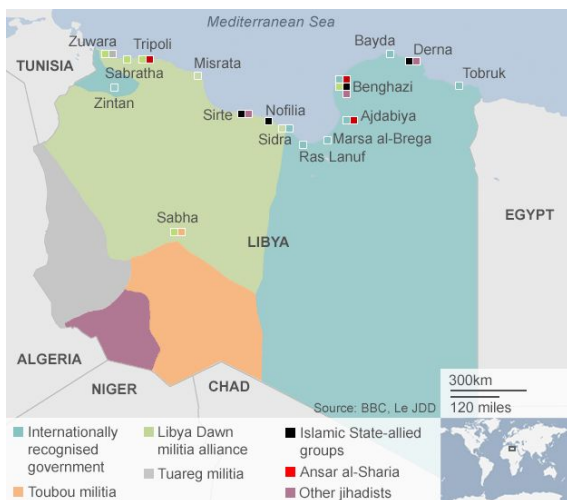 Mediterranean Sea
Zuwara
Tripoli
Bayda
Derna
TUNISIA
Sabratha
Misrata
Tobruk
Zintan
Benghazi
Nofilia
Sirte
Ajdabiya
Sidra
Marsa al-Brega
Ras Lanuf
Sabha
LIBYA
EGYPT
ALGERIA
NIGER
CHAD
300km
120 miles
Source: BBC, Le JDD
Internationally
recognised
government
Toubou militia
Libya Dawn
militia alliance
Tuareg militia
Islamic State-allied
groups
Ansar al-Sharia
Other jihadists